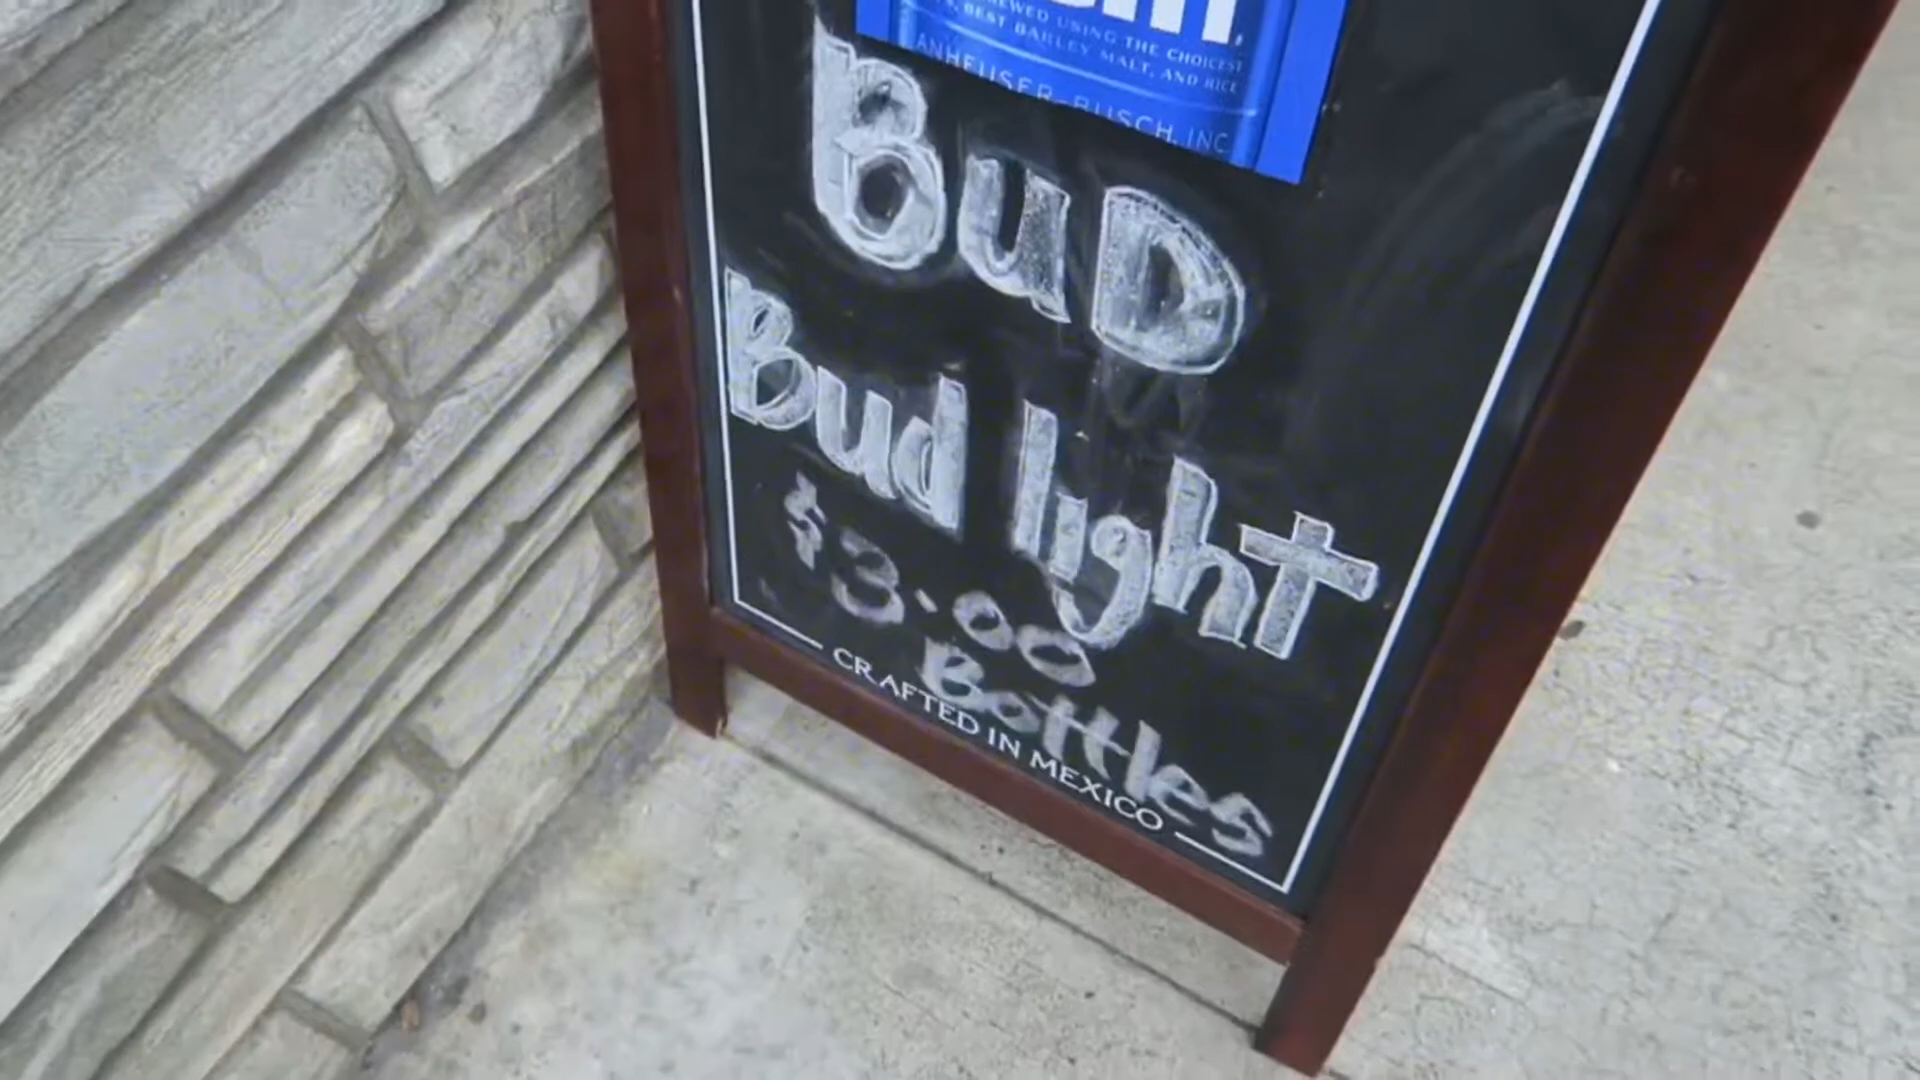 BREWED USING THE CHOICEST
BEST BARLEY MALT, AND RICE
ANHEUSER-BUSCH, INC
BuD
Bud light
$3.00
Bottles
CRAFTED IN MEXICO